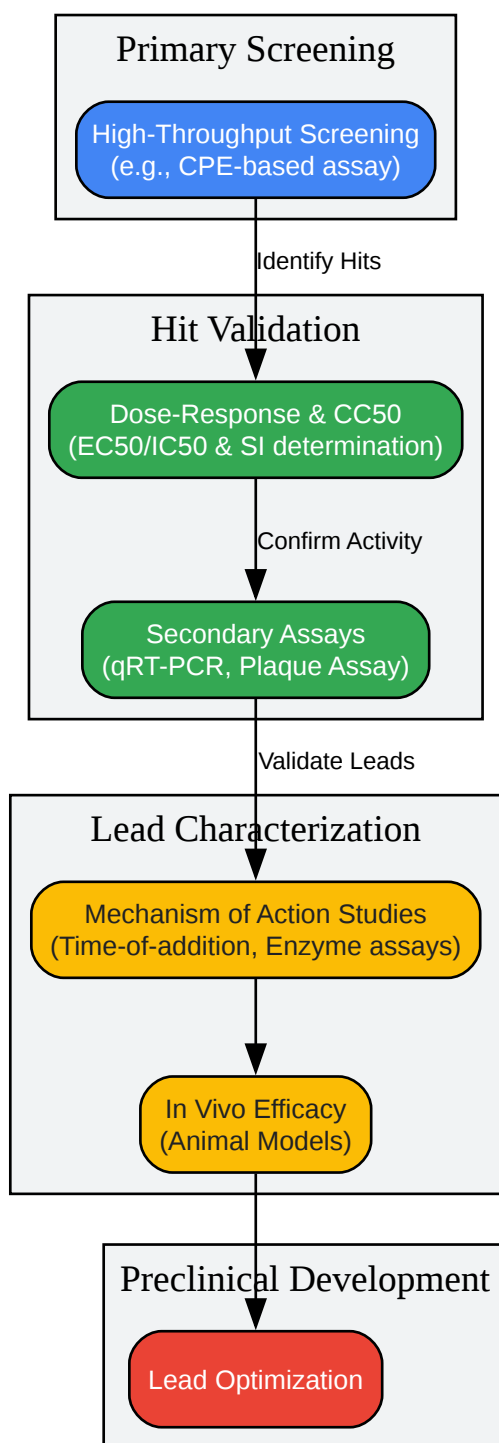 Primary Screening
High-Throughput Screening
(e.g., CPE-based assay)
Identify Hits
Hit Validation
Dose-Response & CC50
(EC50/IC50 & SI determination)
Confirm Activity
Secondary Assays
(qRT-PCR, Plaque Assay)
Validate Leads
Lead Characterization
Mechanism of Action Studies
(Time-of-addition, Enzyme assays)
In Vivo Efficacy
(Animal Models)
Preclinical Development
Lead Optimization